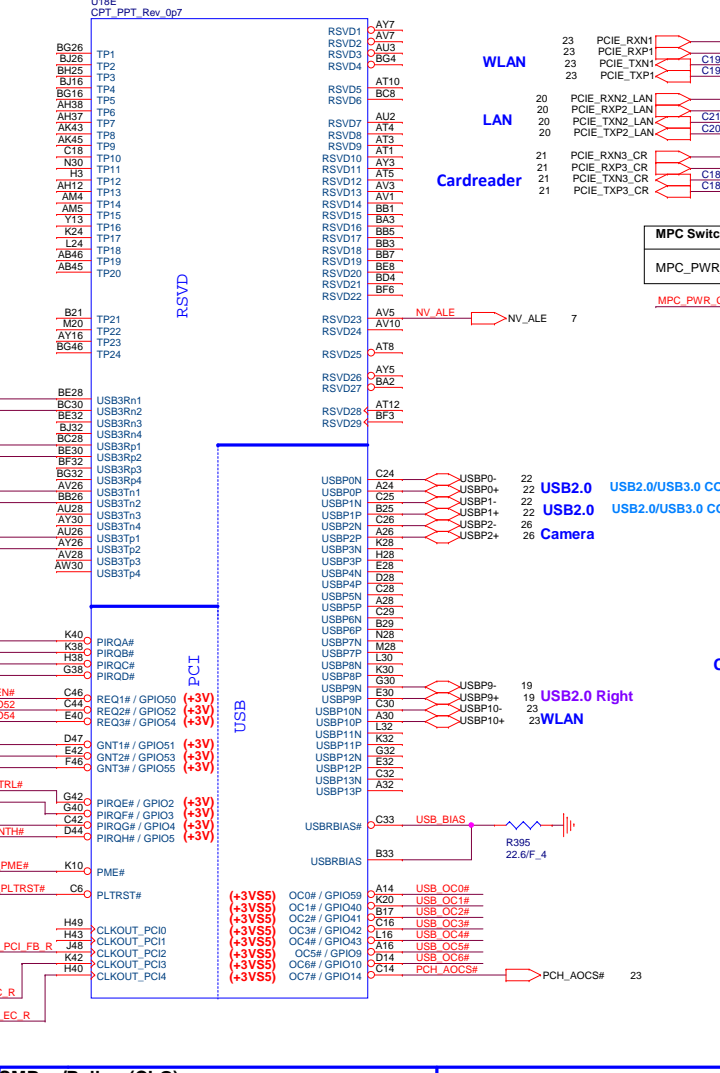 U18E
CPT_PPT_Rev_0p7
BG26 TP1
BJ26 TP2
BH25 TP3
BJ16 TP4
BG16 TP5
AH38 TP6
AH37 TP7
AK43 TP8
AK45 TP9
C18 TP10
N30 TP11
H3 TP12
AH12 TP13
AM4 TP14
AM5 TP15
Y13 TP16
K24 TP17
L24 TP18
AB46 TP19
AB45 TP20
B21 TP21
M20 TP22
AY16 TP23
BG46 TP24
BE28 USB3Rn1
BC30 USB3Rn2
BE32 USB3Rn3
BJ32 USB3Rn4
BC28 USB3Rp1
BE30 USB3Rp2
BF32 USB3Rp3
BG32 USB3Rp4
AV26 USB3Tn1
BB26 USB3Tn2
AU28 USB3Tn3
AY30 USB3Tn4
AU26 USB3Tp1
AY26 USB3Tp2
AV28 USB3Tp3
AW30 USB3Tp4
K40 PIRQA#
K38 PIRQB#
H38 PIRQC#
G38 PIRQD#
EN# C46 REQ1# / GPIO50 (+3V)
O52 C44 REQ2# / GPIO52 (+3V)
O54 E40 REQ3# / GPIO54 (+3V)
D47 GNT1# / GPIO51 (+3V)
E42 GNT2# / GPIO53 (+3V)
F46 GNT3# / GPIO55 (+3V)
TRL# G42 PIRQE# / GPIO2 (+3V)
G40 PIRQF# / GPIO3 (+3V)
C42 PIRQG# / GPIO4 (+3V)
NTH# D44 PIRQH# / GPIO5 (+3V)
PME# K10 PME#
PLTRST# C6 PLTRST#
H49 CLKOUT_PCI0
H43 CLKOUT_PCI1
PCI_FB_R J48 CLKOUT_PCI2
K42 CLKOUT_PCI3
H40 CLKOUT_PCI4
C_R
EC_R
RSVD
PCI
USB
RSVD1 AY7
RSVD2 AV7
RSVD3 AU3
RSVD4 BG4
RSVD5 AT10
RSVD6 BC8
RSVD7 AU2
RSVD8 AT4
RSVD9 AT3
RSVD10 AT1
RSVD11 AY3
RSVD12 AT5
RSVD13 AV3
RSVD14 AV1
RSVD15 BB1
RSVD16 BA3
RSVD17 BB5
RSVD18 BB3
RSVD19 BB7
RSVD20 BE8
RSVD21 BD4
RSVD22 BF6
RSVD23 AV5 NV_ALE NV_ALE 7
RSVD24 AV10
RSVD25 AT8
RSVD26 AY5
RSVD27 BA2
RSVD28 AT12
RSVD29 BF3
USBP0N C24 USBP0- 22
USBP0P A24 USBP0+ 22 USB2.0 USB2.0/USB3.0 CO
USBP1N C25 USBP1- 22
USBP1P B25 USBP1+ 22 USB2.0 USB2.0/USB3.0 CO
USBP2N C26 USBP2- 26
USBP2P A26 USBP2+ 26 Camera
USBP3N K28
USBP3P H28
USBP4N E28
USBP4P D28
USBP5N C28
USBP5P A28
USBP6N C29
USBP6P B29
USBP7N N28
USBP7P M28
USBP8N L30
USBP8P K30
USBP9N G30 USBP9- 19
USBP9P E30 USBP9+ 19 USB2.0 Right
USBP10N C30 USBP10- 23
USBP10P A30 USBP10+ 23 WLAN
USBP11N L32
USBP11P K32
USBP12N G32
USBP12P E32
USBP13N C32
USBP13P A32
USBRBIAS# C33 USB_BIAS
R395
22.6/F_4
USBRBIAS B33
(+3VS5) OC0# / GPIO59 A14 USB_OC0#
(+3VS5) OC1# / GPIO40 K20 USB_OC1#
(+3VS5) OC2# / GPIO41 B17 USB_OC2#
(+3VS5) OC3# / GPIO42 C16 USB_OC3#
(+3VS5) OC4# / GPIO43 L16 USB_OC4#
(+3VS5) OC5# / GPIO9 A16 USB_OC5#
(+3VS5) OC6# / GPIO10 D14 USB_OC6#
(+3VS5) OC7# / GPIO14 C14 PCH_AOCS# PCH_AOCS# 23
WLAN
23 PCIE_RXN1
23 PCIE_RXP1
23 PCIE_TXN1 C19
23 PCIE_TXP1 C19
LAN
20 PCIE_RXN2_LAN
20 PCIE_RXP2_LAN
20 PCIE_TXN2_LAN C21
20 PCIE_TXP2_LAN C20
Cardreader
21 PCIE_RXN3_CR
21 PCIE_RXP3_CR
21 PCIE_TXN3_CR C18
21 PCIE_TXP3_CR C18
MPC Switc
MPC_PWR
MPC_PWR_